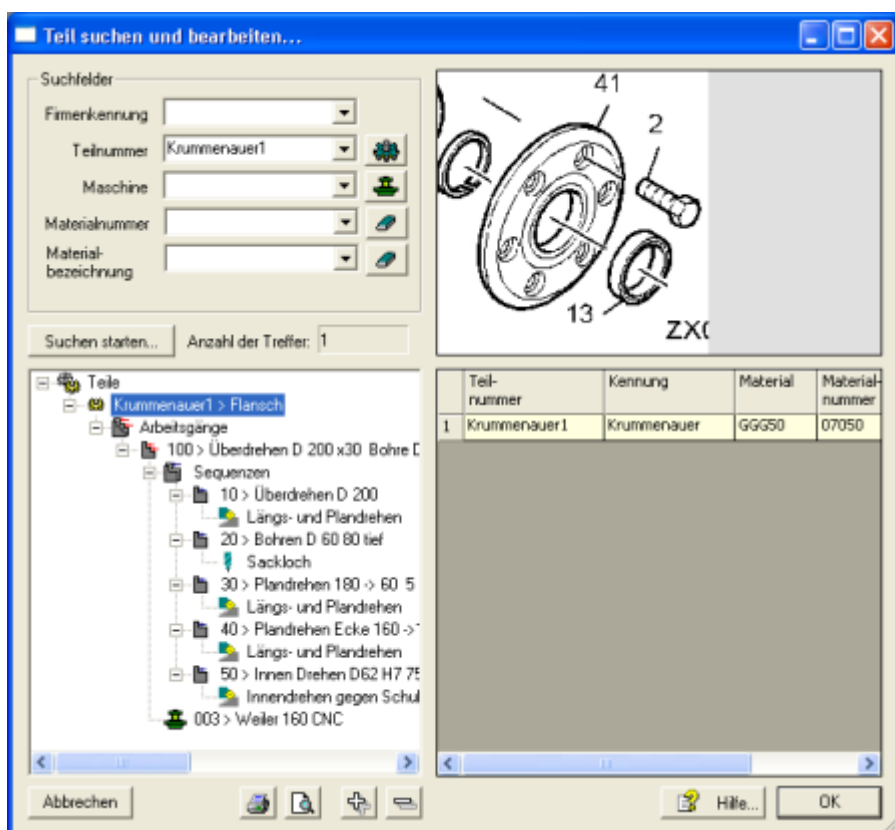 Teil suchen und bearbeiten...
Suchfelder
Firmenkennung
Teilnummer Krummenauer1
Maschine
Materialnummer
Material-
bezeichnung
Suchen starten... Anzahl der Treffer: 1
41
2
13
ZX
Teile
Krummenauer1 > Flansch
Arbeitsgänge
100 > Überdrehen D 200 x30 Bohre D
Sequenzen
10 > Überdrehen D 200
Längs- und Plandrehen
20 > Bohren D 60 80 tief
Sackloch
30 > Plandrehen 180 -> 60 5
Längs- und Plandrehen
40 > Plandrehen Ecke 160 ->
Längs- und Plandrehen
50 > Innen Drehen D62 H7 75
Innendrehen gegen Schul
003 > Weiler 160 CNC
Teil-
nummer
Kennung
Material
Material-
nummer
1 Krummenauer1 Krummenauer GGG50 07050
Abbrechen
Hilfe...
OK